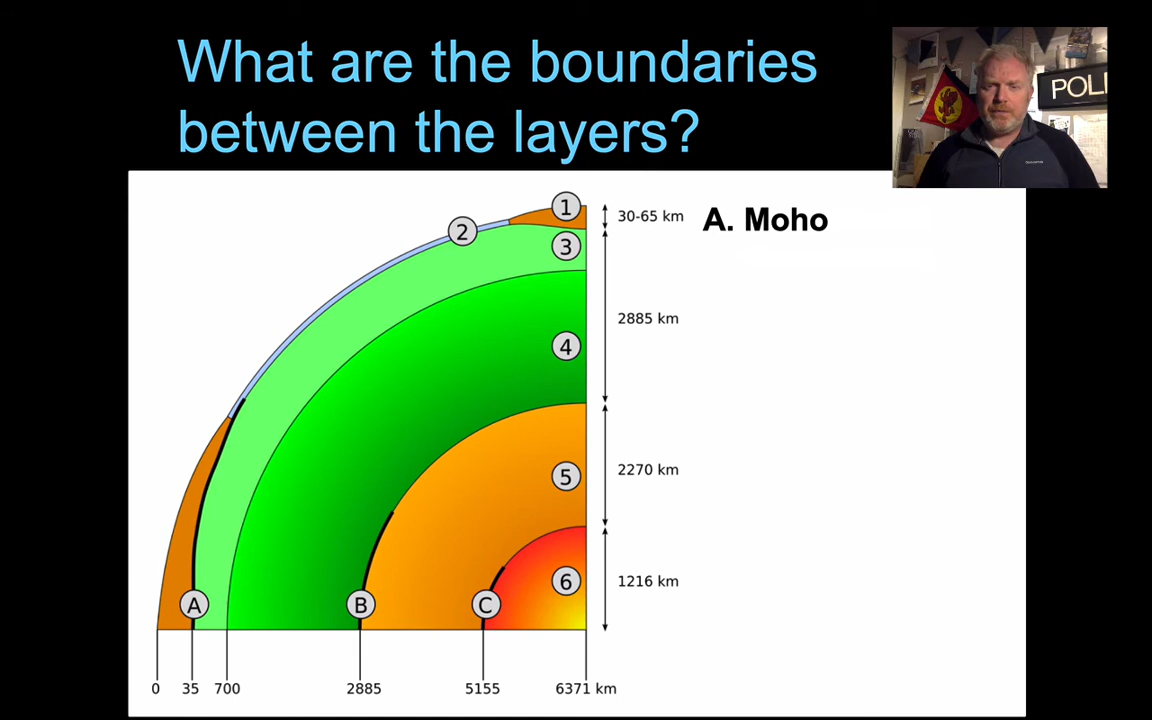 What are the boundaries
between the layers?
POLI
A. Moho
1
30-65 km
2
3
2885 km
4
2270 km
5
1216 km
6
A
B
C
0
35
700
2885
5155
6371 km